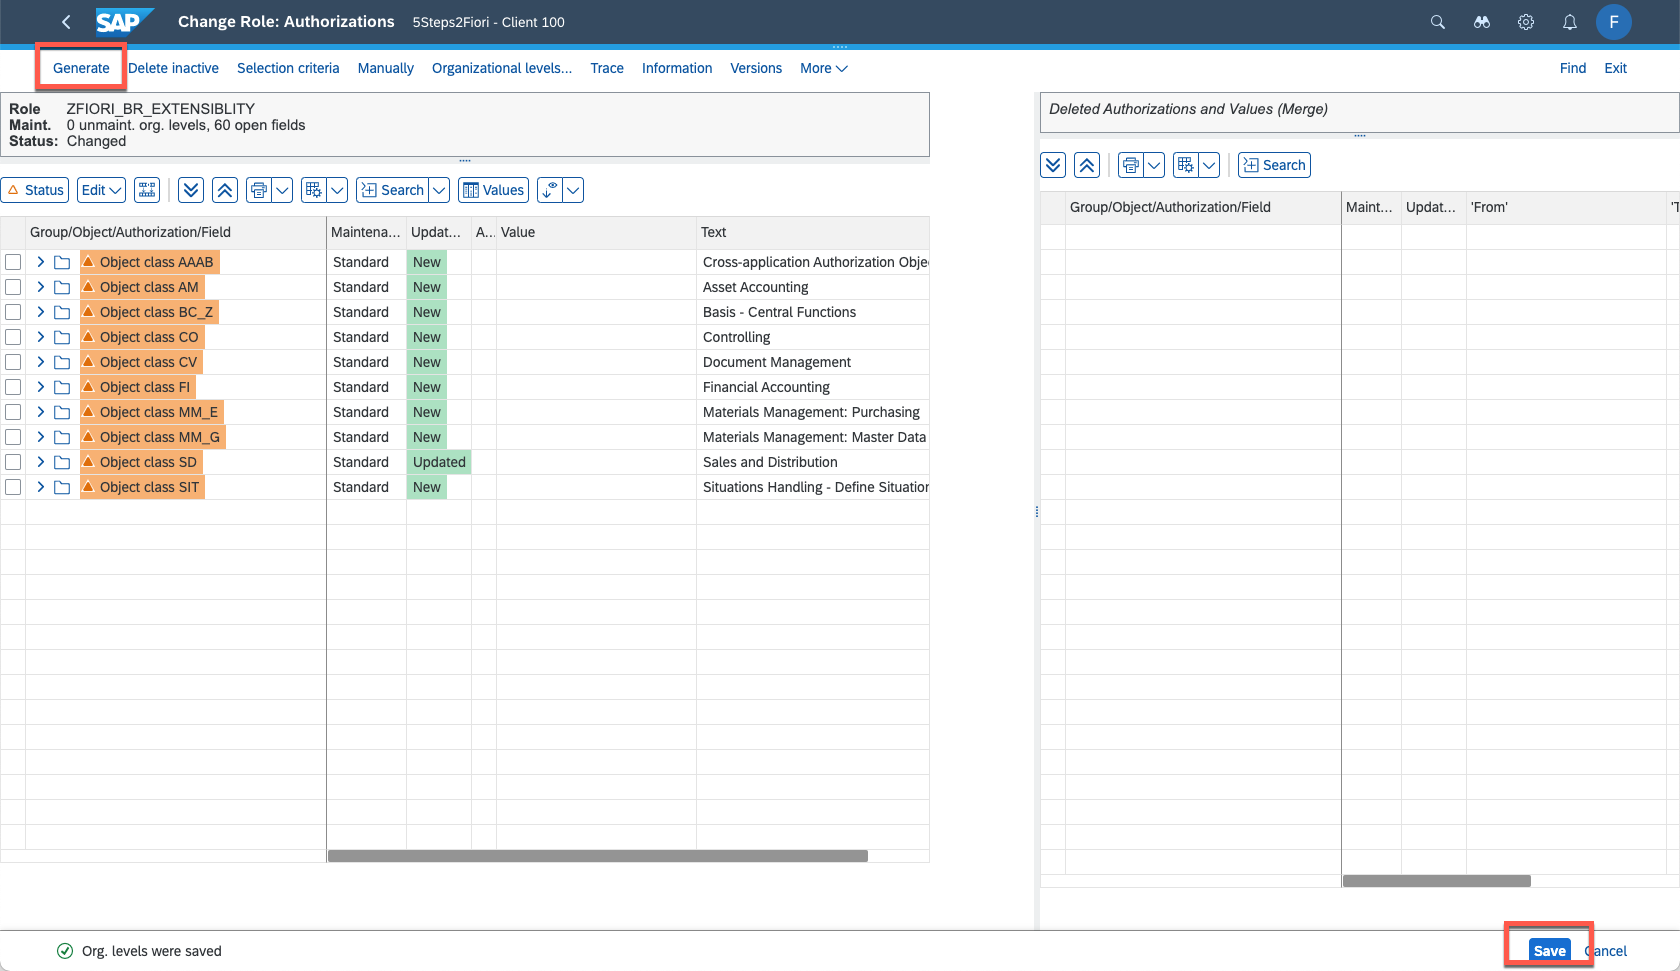 SAP Change Role: Authorizations 5Steps2Fiori - Client 100 F
Generate Delete inactive Selection criteria Manually Organizational levels... Trace Information Versions More Find Exit
Role ZFIORI_BR_EXTENSIBLITY
Maint. 0 unmaint. org. levels, 60 open fields
Status: Changed
Deleted Authorizations and Values (Merge)
Status Edit Search Values
Search
Group/Object/Authorization/Field Maintena... Updat... A... Value Text
Group/Object/Authorization/Field Maint... Updat... 'From' 'T
Object class AAAB Standard New Cross-application Authorization Obje
Object class AM Standard New Asset Accounting
Object class BC_Z Standard New Basis - Central Functions
Object class CO Standard New Controlling
Object class CV Standard New Document Management
Object class FI Standard New Financial Accounting
Object class MM_E Standard New Materials Management: Purchasing
Object class MM_G Standard New Materials Management: Master Data
Object class SD Standard Updated Sales and Distribution
Object class SIT Standard New Situations Handling - Define Situation
Org. levels were saved Save Cancel